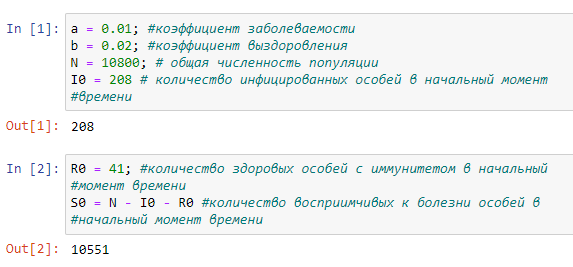 In [1]: a = 0.01; #коэффициент заболеваемости
b = 0.02; #коэффициент выздоровления
N = 10800; # общая численность популяции
I0 = 208 # количество инфицированных особей в начальный момент
#времени
Out[1]: 208
In [2]: R0 = 41; #количество здоровых особей с иммунитетом в начальный
#момент времени
S0 = N - I0 - R0 #количество восприимчивых к болезни особей в
#начальный момент времени
Out[2]: 10551